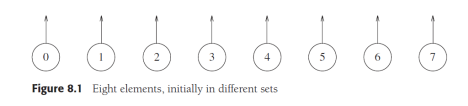 0 1 2 3 4 5 6 7
Figure 8.1 Eight elements, initially in different sets